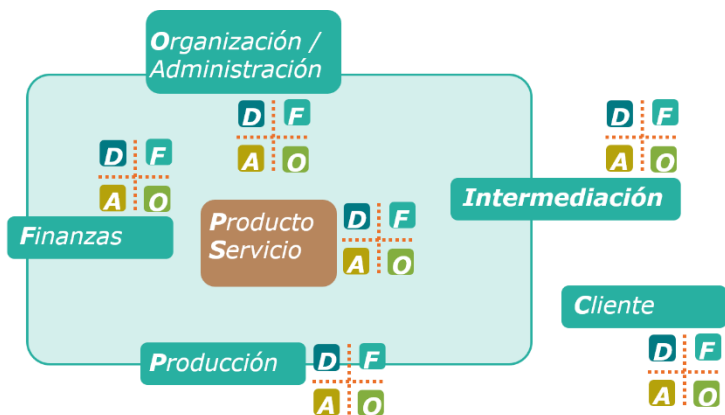 Organización /
Administración
D F
A O
D F
A O
D F
A O
Intermediación
Finanzas
Producto
Servicio
D F
A O
Cliente
Producción
D F
A O
D F
A O